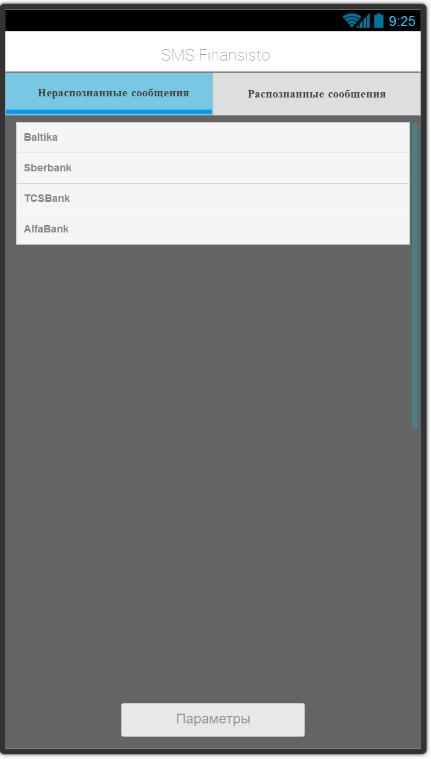 9:25
SMS Finansisto
Нераспознанные сообщения
Распознанные сообщения
Baltika
Sberbank
TCSBank
AlfaBank
Параметры